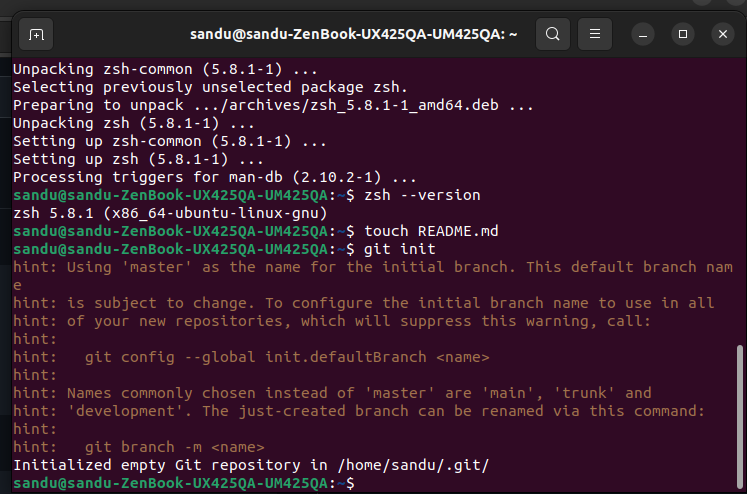 sandu@sandu-ZenBook-UX425QA-UM425QA: ~
Unpacking zsh-common (5.8.1-1) ...
Selecting previously unselected package zsh.
Preparing to unpack .../archives/zsh_5.8.1-1_amd64.deb ...
Unpacking zsh (5.8.1-1) ...
Setting up zsh-common (5.8.1-1) ...
Setting up zsh (5.8.1-1) ...
Processing triggers for man-db (2.10.2-1) ...
sandu@sandu-ZenBook-UX425QA-UM425QA:~$ zsh --version
zsh 5.8.1 (x86_64-ubuntu-linux-gnu)
sandu@sandu-ZenBook-UX425QA-UM425QA:~$ touch README.md
sandu@sandu-ZenBook-UX425QA-UM425QA:~$ git init
hint: Using 'master' as the name for the initial branch. This default branch nam
e
hint: is subject to change. To configure the initial branch name to use in all
hint: of your new repositories, which will suppress this warning, call:
hint:
hint:   git config --global init.defaultBranch <name>
hint:
hint: Names commonly chosen instead of 'master' are 'main', 'trunk' and
hint: 'development'. The just-created branch can be renamed via this command:
hint:
hint:   git branch -m <name>
Initialized empty Git repository in /home/sandu/.git/
sandu@sandu-ZenBook-UX425QA-UM425QA:~$